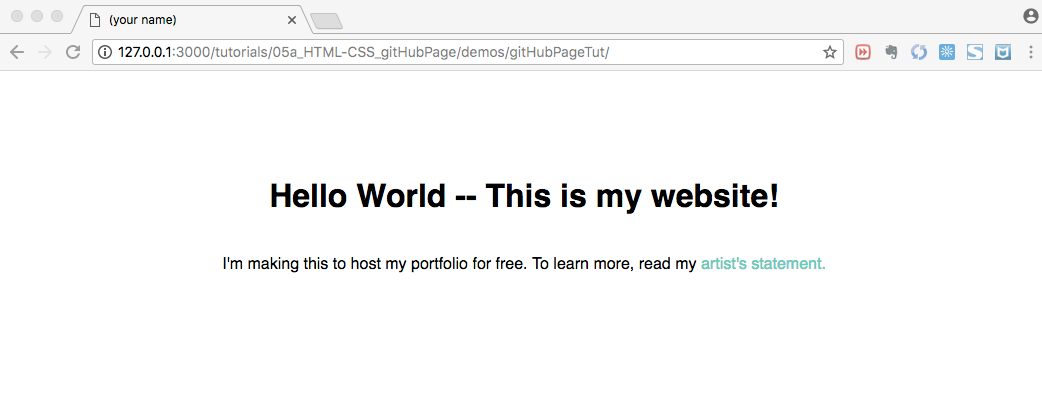 (your name)
127.0.0.1:3000/tutorials/05a_HTML-CSS_gitHubPage/demos/gitHubPageTut/
Hello World -- This is my website!
I'm making this to host my portfolio for free. To learn more, read my artist's statement.